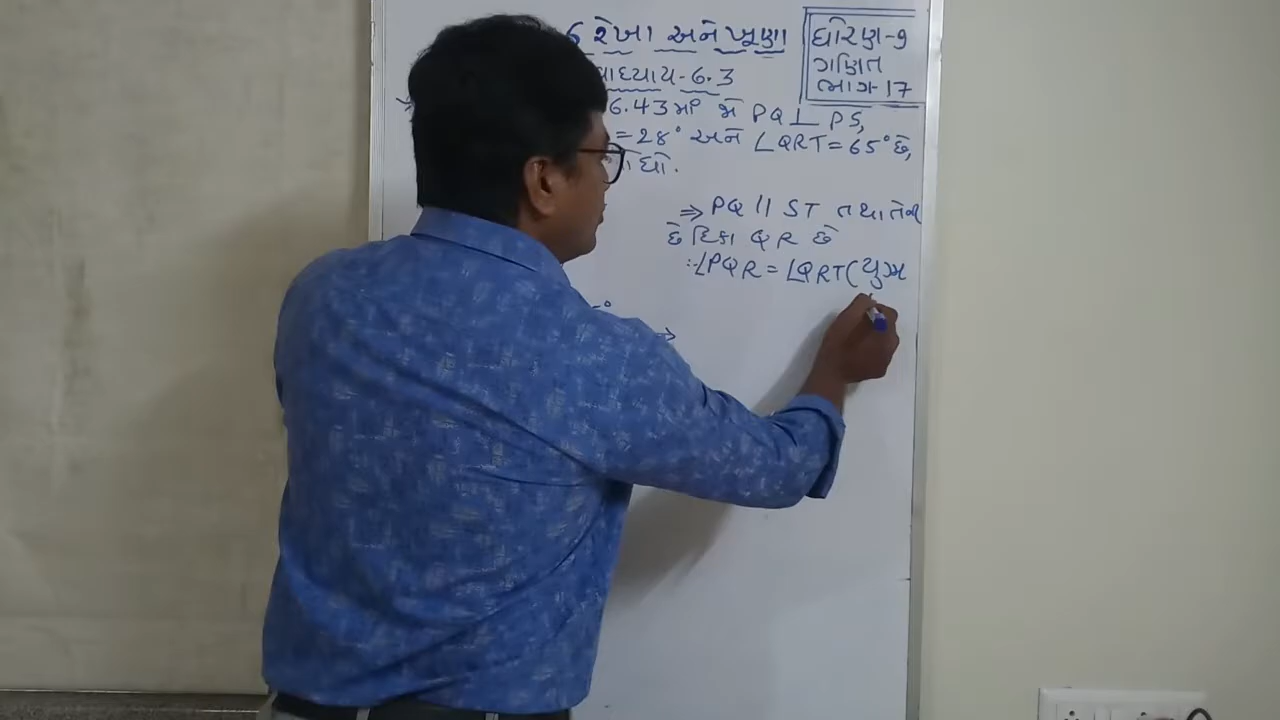 6 રેખા અને ખૂણા
ધોરણ-9
ગણિત
ભાગ-17
ાધ્યાય-6.3
6.43માં જો PQ ⊥ PS,
= 28° અને ∠QRT = 65° છે,
ોધો.
⇒ PQ || ST તથા તેની
છેદિકા QR છે
∴ ∠PQR = ∠QRT (યુગ્મ